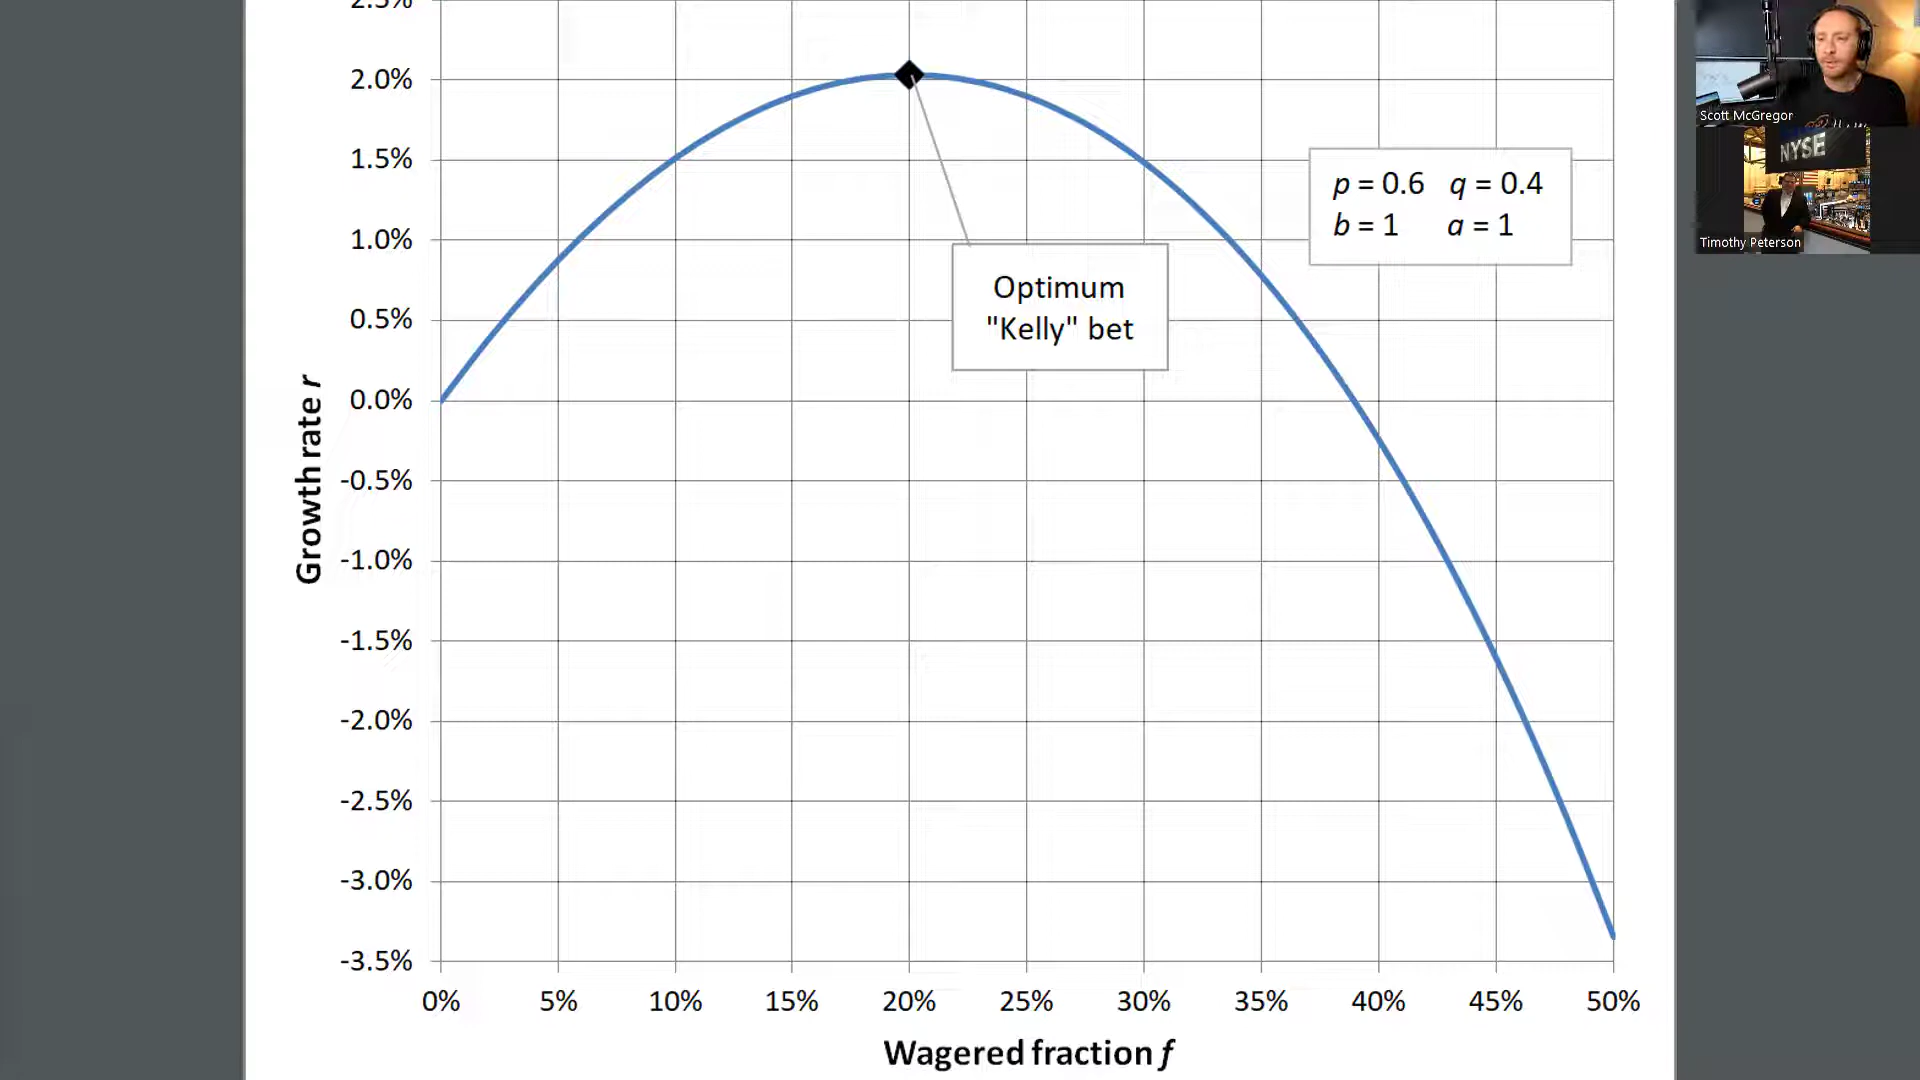 2.5%
2.0%
1.5%
1.0%
0.5%
0.0%
-0.5%
-1.0%
-1.5%
-2.0%
-2.5%
-3.0%
-3.5%
Growth rate r
0% 5% 10% 15% 20% 25% 30% 35% 40% 45% 50%
Wagered fraction f
Optimum
"Kelly" bet
p = 0.6 q = 0.4
b = 1 a = 1
Scott McGregor
NYSE
Timothy Peterson